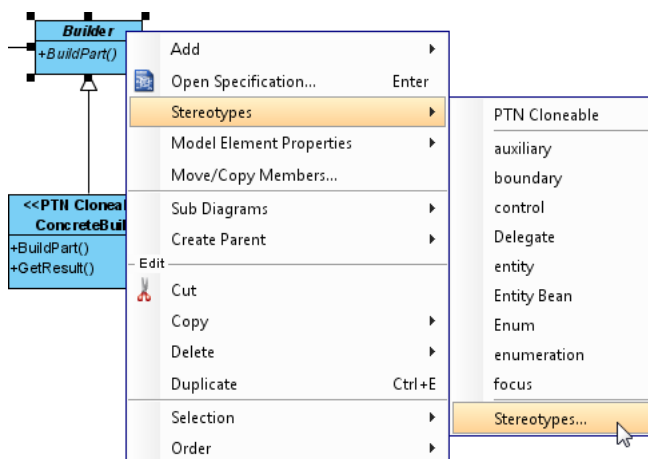 Builder
+BuildPart()
<<PTN Cloneal
ConcreteBuil
+BuildPart()
+GetResult()
Add
Open Specification... Enter
Stereotypes
Model Element Properties
Move/Copy Members...
Sub Diagrams
Create Parent
Edit
Cut
Copy
Delete
Duplicate Ctrl+E
Selection
Order
PTN Cloneable
auxiliary
boundary
control
Delegate
entity
Entity Bean
Enum
enumeration
focus
Stereotypes...